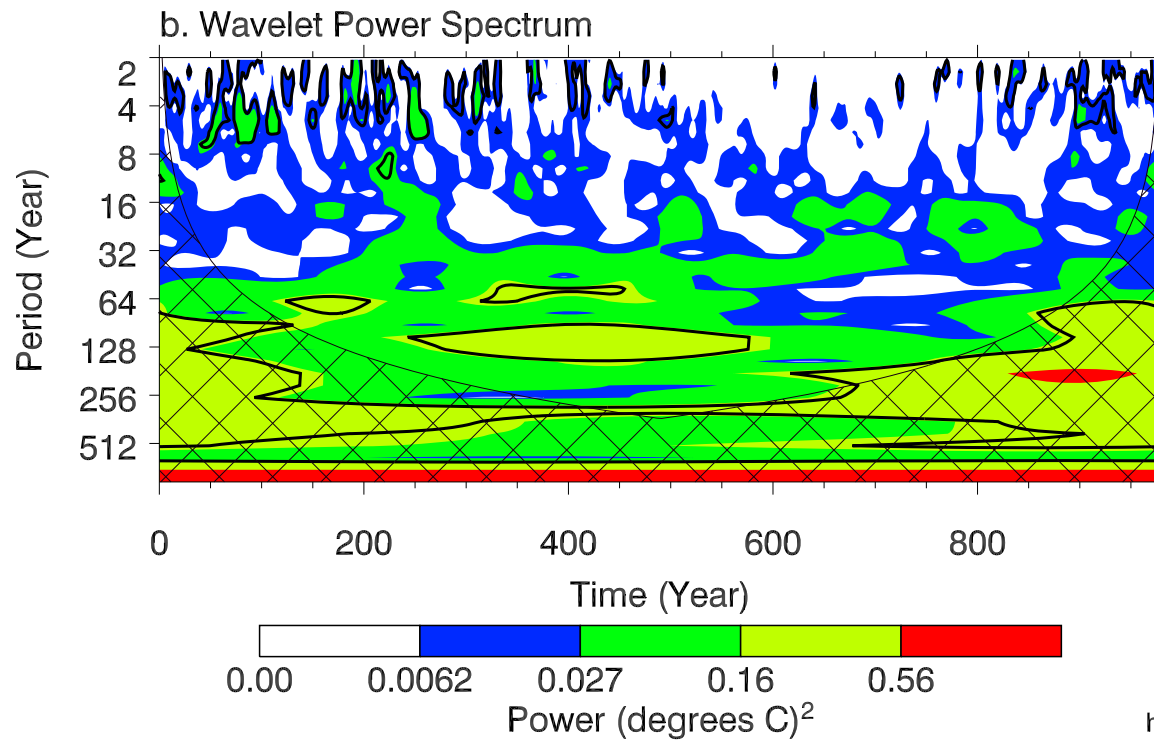 b. Wavelet Power Spectrum
2
4
8
16
32
64
128
256
512
Period (Year)
0 200 400 600 800
Time (Year)
0.00 0.0062 0.027 0.16 0.56
Power (degrees C)²